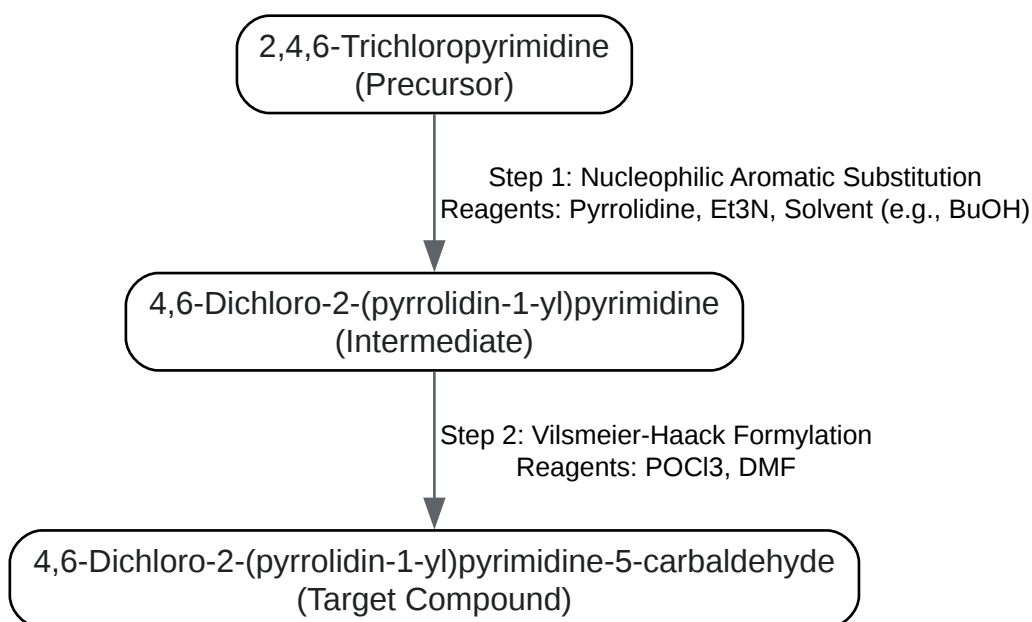 2,4,6-Trichloropyrimidine
(Precursor)
Step 1: Nucleophilic Aromatic Substitution
Reagents: Pyrrolidine, Et3N, Solvent (e.g., BuOH)
4,6-Dichloro-2-(pyrrolidin-1-yl)pyrimidine
(Intermediate)
Step 2: Vilsmeier-Haack Formylation
Reagents: POCl3, DMF
4,6-Dichloro-2-(pyrrolidin-1-yl)pyrimidine-5-carbaldehyde
(Target Compound)